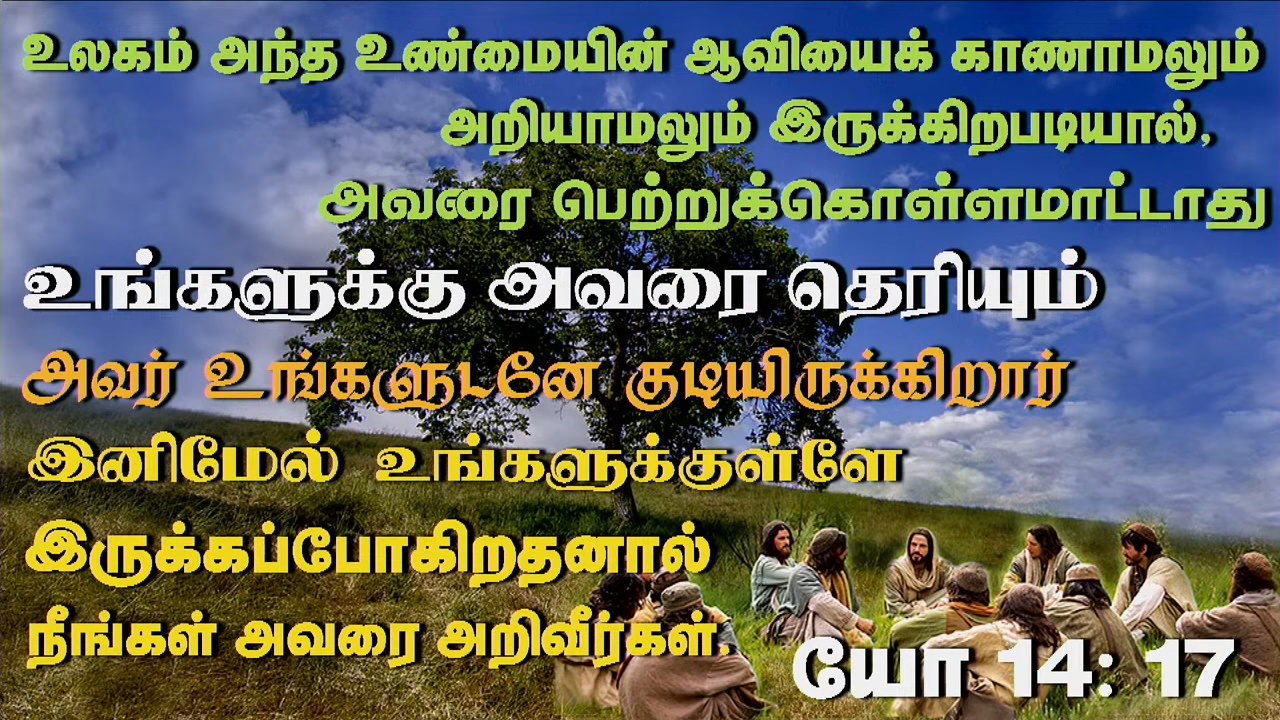 உலகம் அந்த உண்மையின் ஆவியைக் காணாமலும்
அறியாமலும் இருக்கிறபடியால்,
அவரை பெற்றுக்கொள்ளமாட்டாது
உங்களுக்கு அவரை தெரியும்
அவர் உங்களுடனே குடியிருக்கிறார்
இனிமேல் உங்களுக்குள்ளே
இருக்கப்போகிறதனால்
நீங்கள் அவரை அறிவீர்கள்.
யோ 14: 17